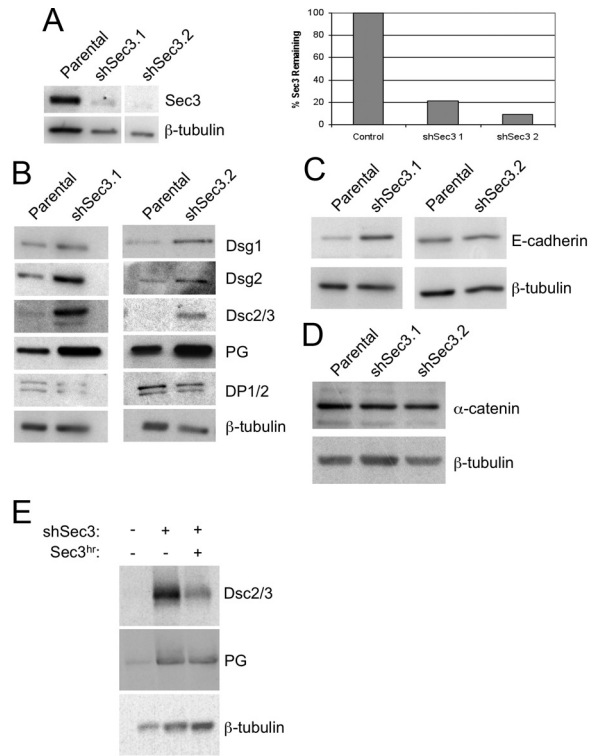 A
Parental
shSec3.1
shSec3.2
Sec3
β-tubulin
% Sec3 Remaining
100
80
60
40
20
0
Control
shSec3 1
shSec3 2
B
Parental
shSec3.1
Parental
shSec3.2
Dsg1
Dsg2
Dsc2/3
PG
DP1/2
β-tubulin
C
Parental
shSec3.1
Parental
shSec3.2
E-cadherin
β-tubulin
D
Parental
shSec3.1
shSec3.2
α-catenin
β-tubulin
E
shSec3: - + +
Sec3hr: - - +
Dsc2/3
PG
β-tubulin